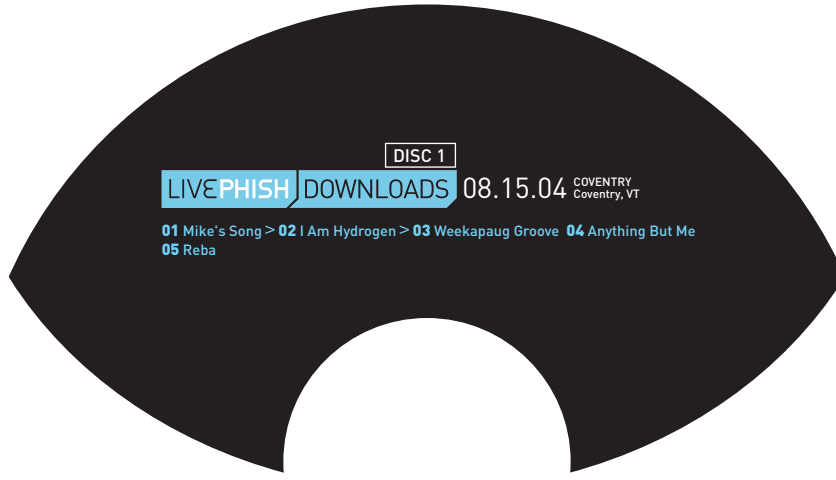 DISC 1
LIVEPHISH DOWNLOADS 08.15.04 COVENTRY
Coventry, VT
01 Mike's Song > 02 I Am Hydrogen > 03 Weekapaug Groove 04 Anything But Me
05 Reba